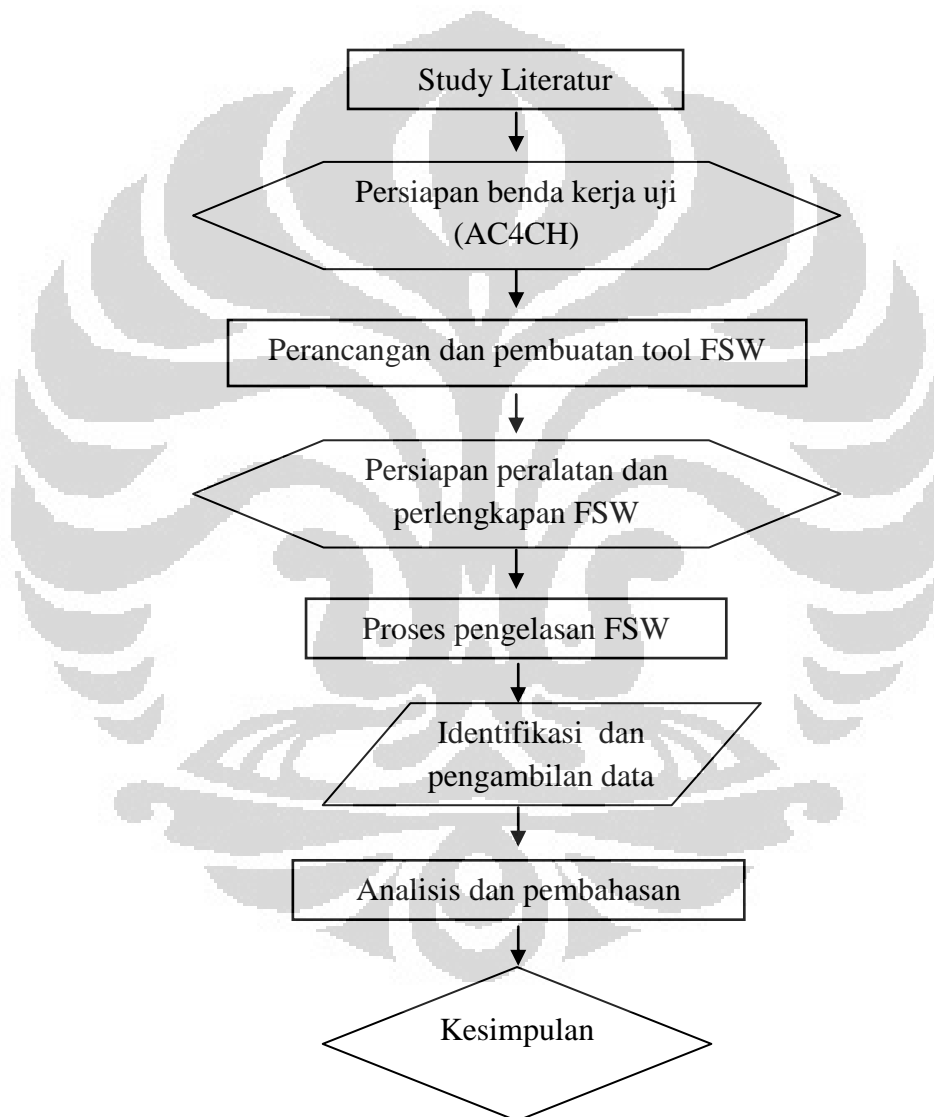 Study Literatur
Persiapan benda kerja uji
(AC4CH)
Perancangan dan pembuatan tool FSW
Persiapan peralatan dan
perlengkapan FSW
Proses pengelasan FSW
Identifikasi dan
pengambilan data
Analisis dan pembahasan
Kesimpulan